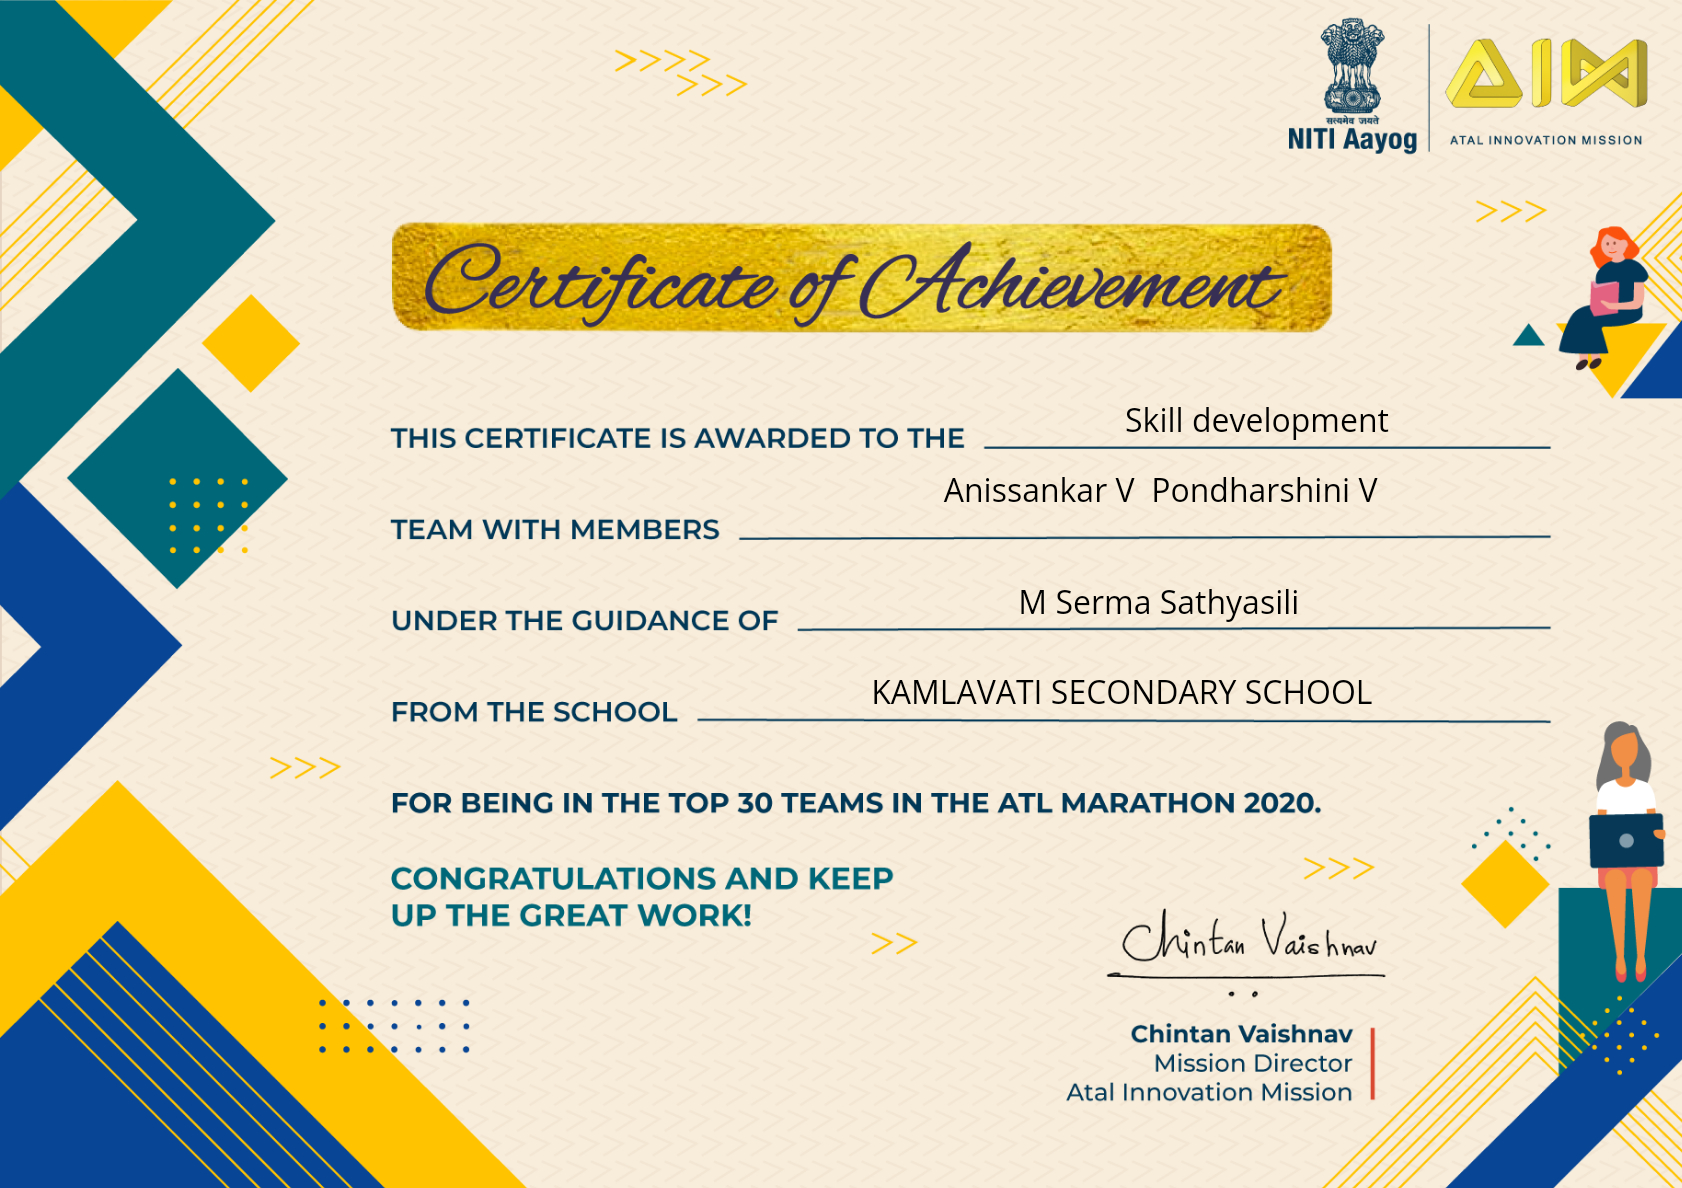 सत्यमेव जयते
NITI Aayog
AIM
ATAL INNOVATION MISSION
Certificate of Achievement
THIS CERTIFICATE IS AWARDED TO THE Skill development
Anissankar V Pondharshini V
TEAM WITH MEMBERS
UNDER THE GUIDANCE OF M Serma Sathyasili
FROM THE SCHOOL KAMLAVATI SECONDARY SCHOOL
FOR BEING IN THE TOP 30 TEAMS IN THE ATL MARATHON 2020.
CONGRATULATIONS AND KEEP
UP THE GREAT WORK!
Chintan Vaishnav
Chintan Vaishnav
Mission Director
Atal Innovation Mission